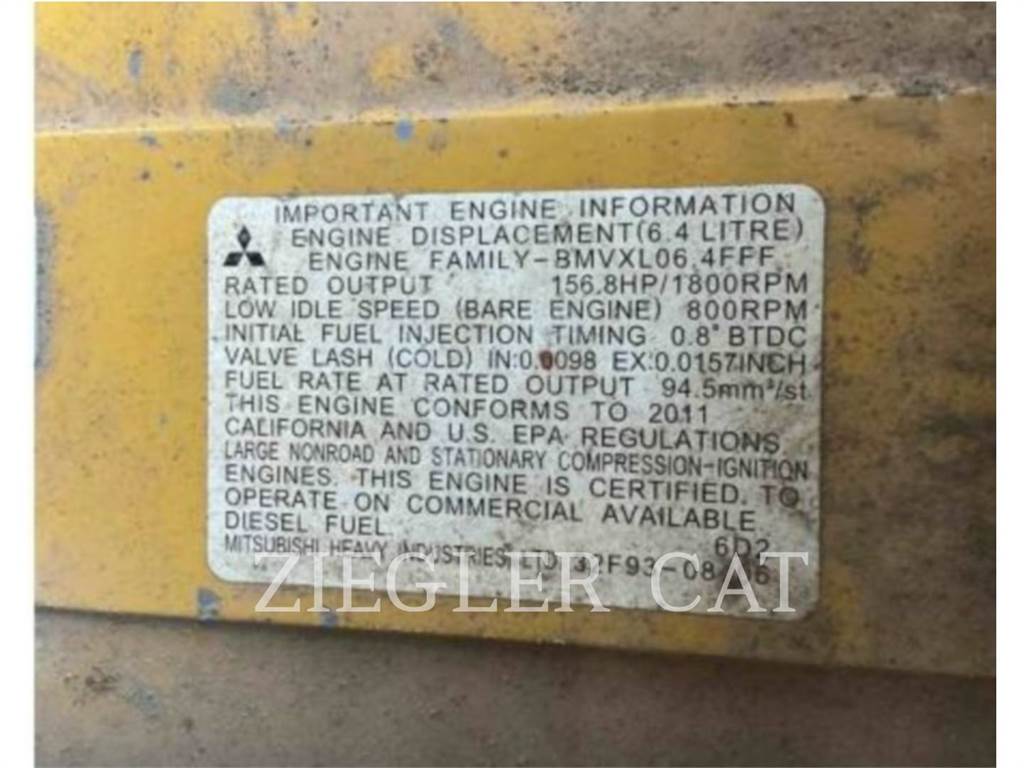 IMPORTANT ENGINE INFORMATION
ENGINE DISPLACEMENT(6.4 LITRE)
ENGINE FAMILY-BMVXL06.4FFF
RATED OUTPUT 156.8HP/1800RPM
LOW IDLE SPEED (BARE ENGINE) 800RPM
INITIAL FUEL INJECTION TIMING 0.8° BTDC
VALVE LASH (COLD) IN:0.0098 EX:0.0157INCH
FUEL RATE AT RATED OUTPUT 94.5mm³/st
THIS ENGINE CONFORMS TO 2011
CALIFORNIA AND U.S. EPA REGULATIONS
LARGE NONROAD AND STATIONARY COMPRESSION-IGNITION
ENGINES. THIS ENGINE IS CERTIFIED. TO
OPERATE ON COMMERCIAL AVAILABLE
DIESEL FUEL. 6D2
MITSUBISHI HEAVY INDUSTRIES, LTD.
ZIEGLER CAT